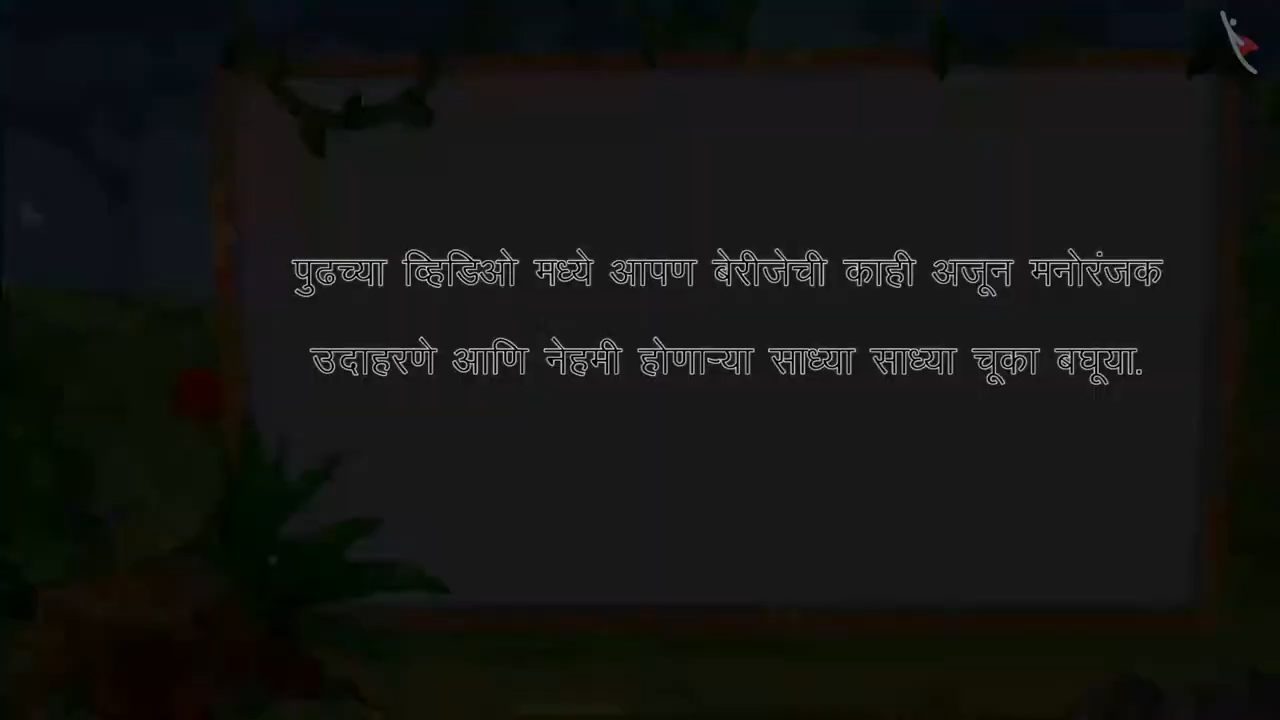 पुढच्या व्हिडिओ मध्ये आपण बेरीजेची काही अजून मनोरंजक
उदाहरणे आणि नेहमी होणाऱ्या साध्या साध्या चूका बघूया.